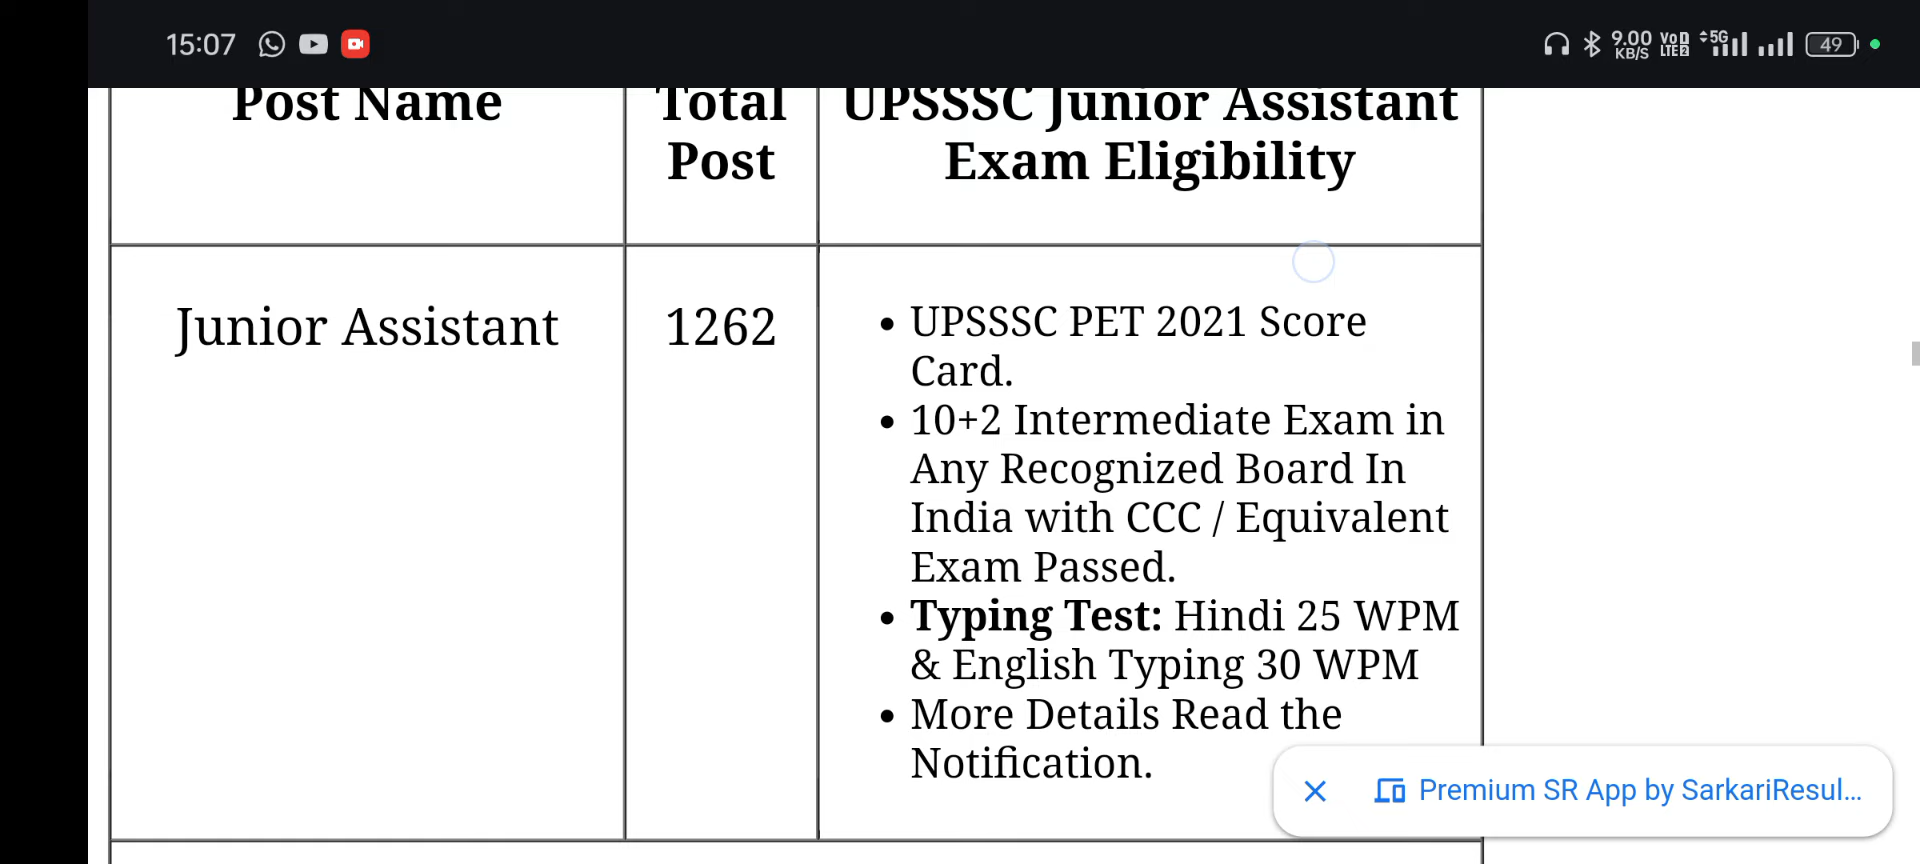 15:07
9.00 KB/S
VoD LTE2
5G
49
Post Name
Total Post
UPSSSC Junior Assistant
Exam Eligibility
Junior Assistant
1262
UPSSSC PET 2021 Score
Card.
10+2 Intermediate Exam in
Any Recognized Board In
India with CCC / Equivalent
Exam Passed.
Typing Test: Hindi 25 WPM
& English Typing 30 WPM
More Details Read the
Notification.
Premium SR App by SarkariResul...